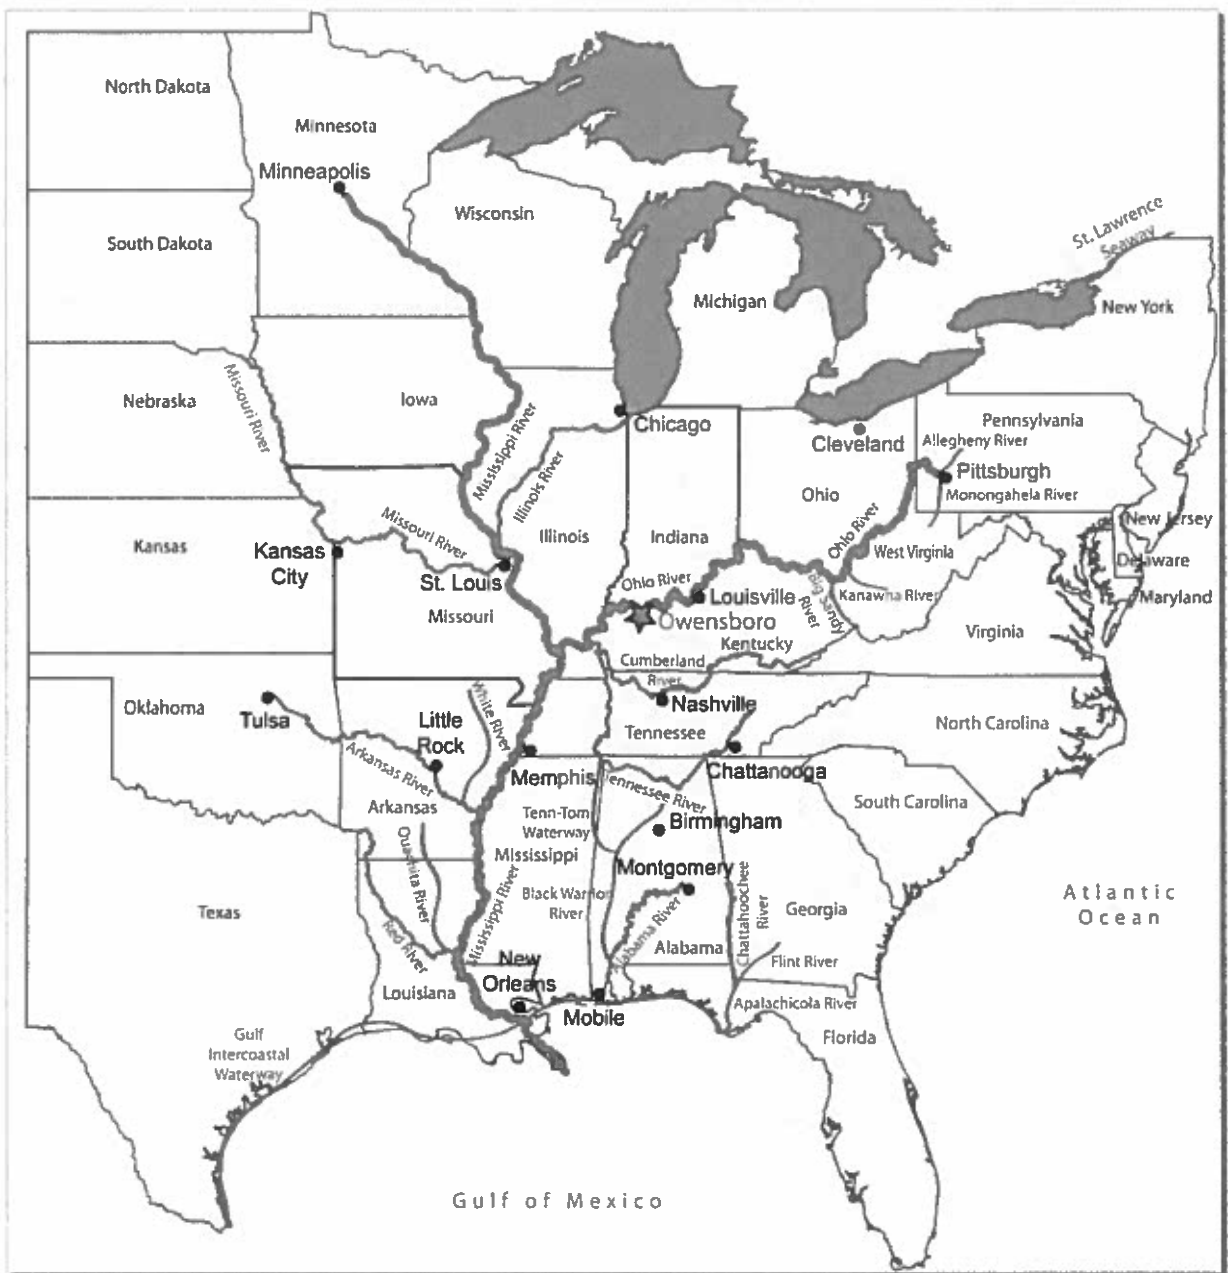 North Dakota
Minnesota
Minneapolis
Wisconsin
South Dakota
St. Lawrence
Seaway
Michigan
New York
Nebraska
Missouri River
Iowa
Mississippi River
Illinois River
Chicago
Cleveland
Pennsylvania
Allegheny River
Pittsburgh
Monongahela River
Ohio
Ohio River
New Jersey
Kansas
Kansas
City
Missouri River
St. Louis
Illinois
Indiana
West Virginia
Delaware
Maryland
Missouri
Ohio River
Louisville
Owensboro
Big Sandy
River
Kanawha River
Virginia
Kentucky
Cumberland
River
Oklahoma
Tulsa
Little
Rock
White River
Nashville
Tennessee
North Carolina
Arkansas River
Memphis
Chattanooga
Tennessee River
Arkansas
Tenn-Tom
Waterway
Birmingham
South Carolina
Ouachita River
Mississippi
Montgomery
Texas
Mississippi River
Black Warrior
River
Alabama River
Alabama
Chattahoochee
River
Georgia
Atlantic
Ocean
Red River
New
Orleans
Flint River
Louisiana
Mobile
Apalachicola River
Florida
Gulf
Intercoastal
Waterway
Gulf of Mexico